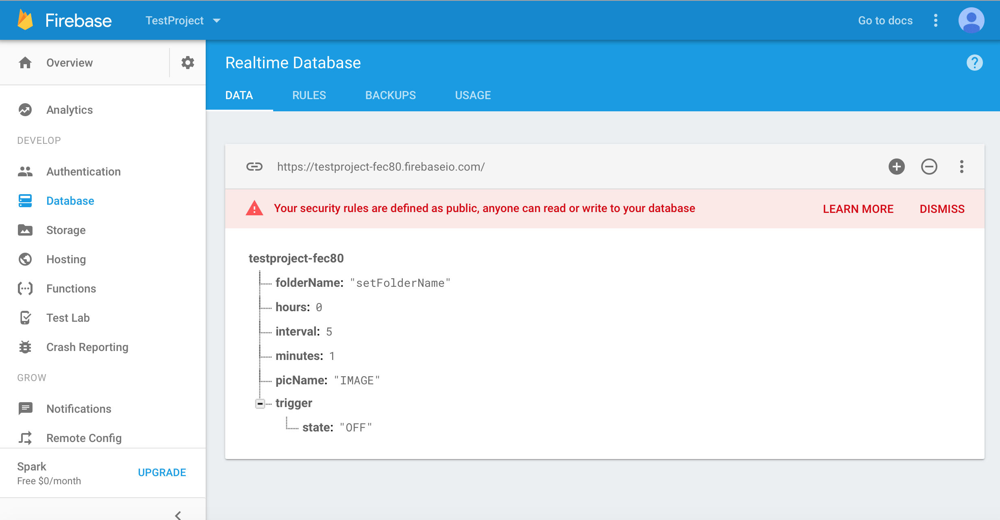 Firebase
TestProject
Go to docs
Overview
Analytics
DEVELOP
Authentication
Database
Storage
Hosting
Functions
Test Lab
Crash Reporting
GROW
Notifications
Remote Config
Spark
Free $0/month
UPGRADE
Realtime Database
?
DATA RULES BACKUPS USAGE
https://testproject-fec80.firebaseio.com/
Your security rules are defined as public, anyone can read or write to your database LEARN MORE DISMISS
testproject-fec80
folderName: "setFolderName"
hours: 0
interval: 5
minutes: 1
picName: "IMAGE"
trigger
state: "OFF"